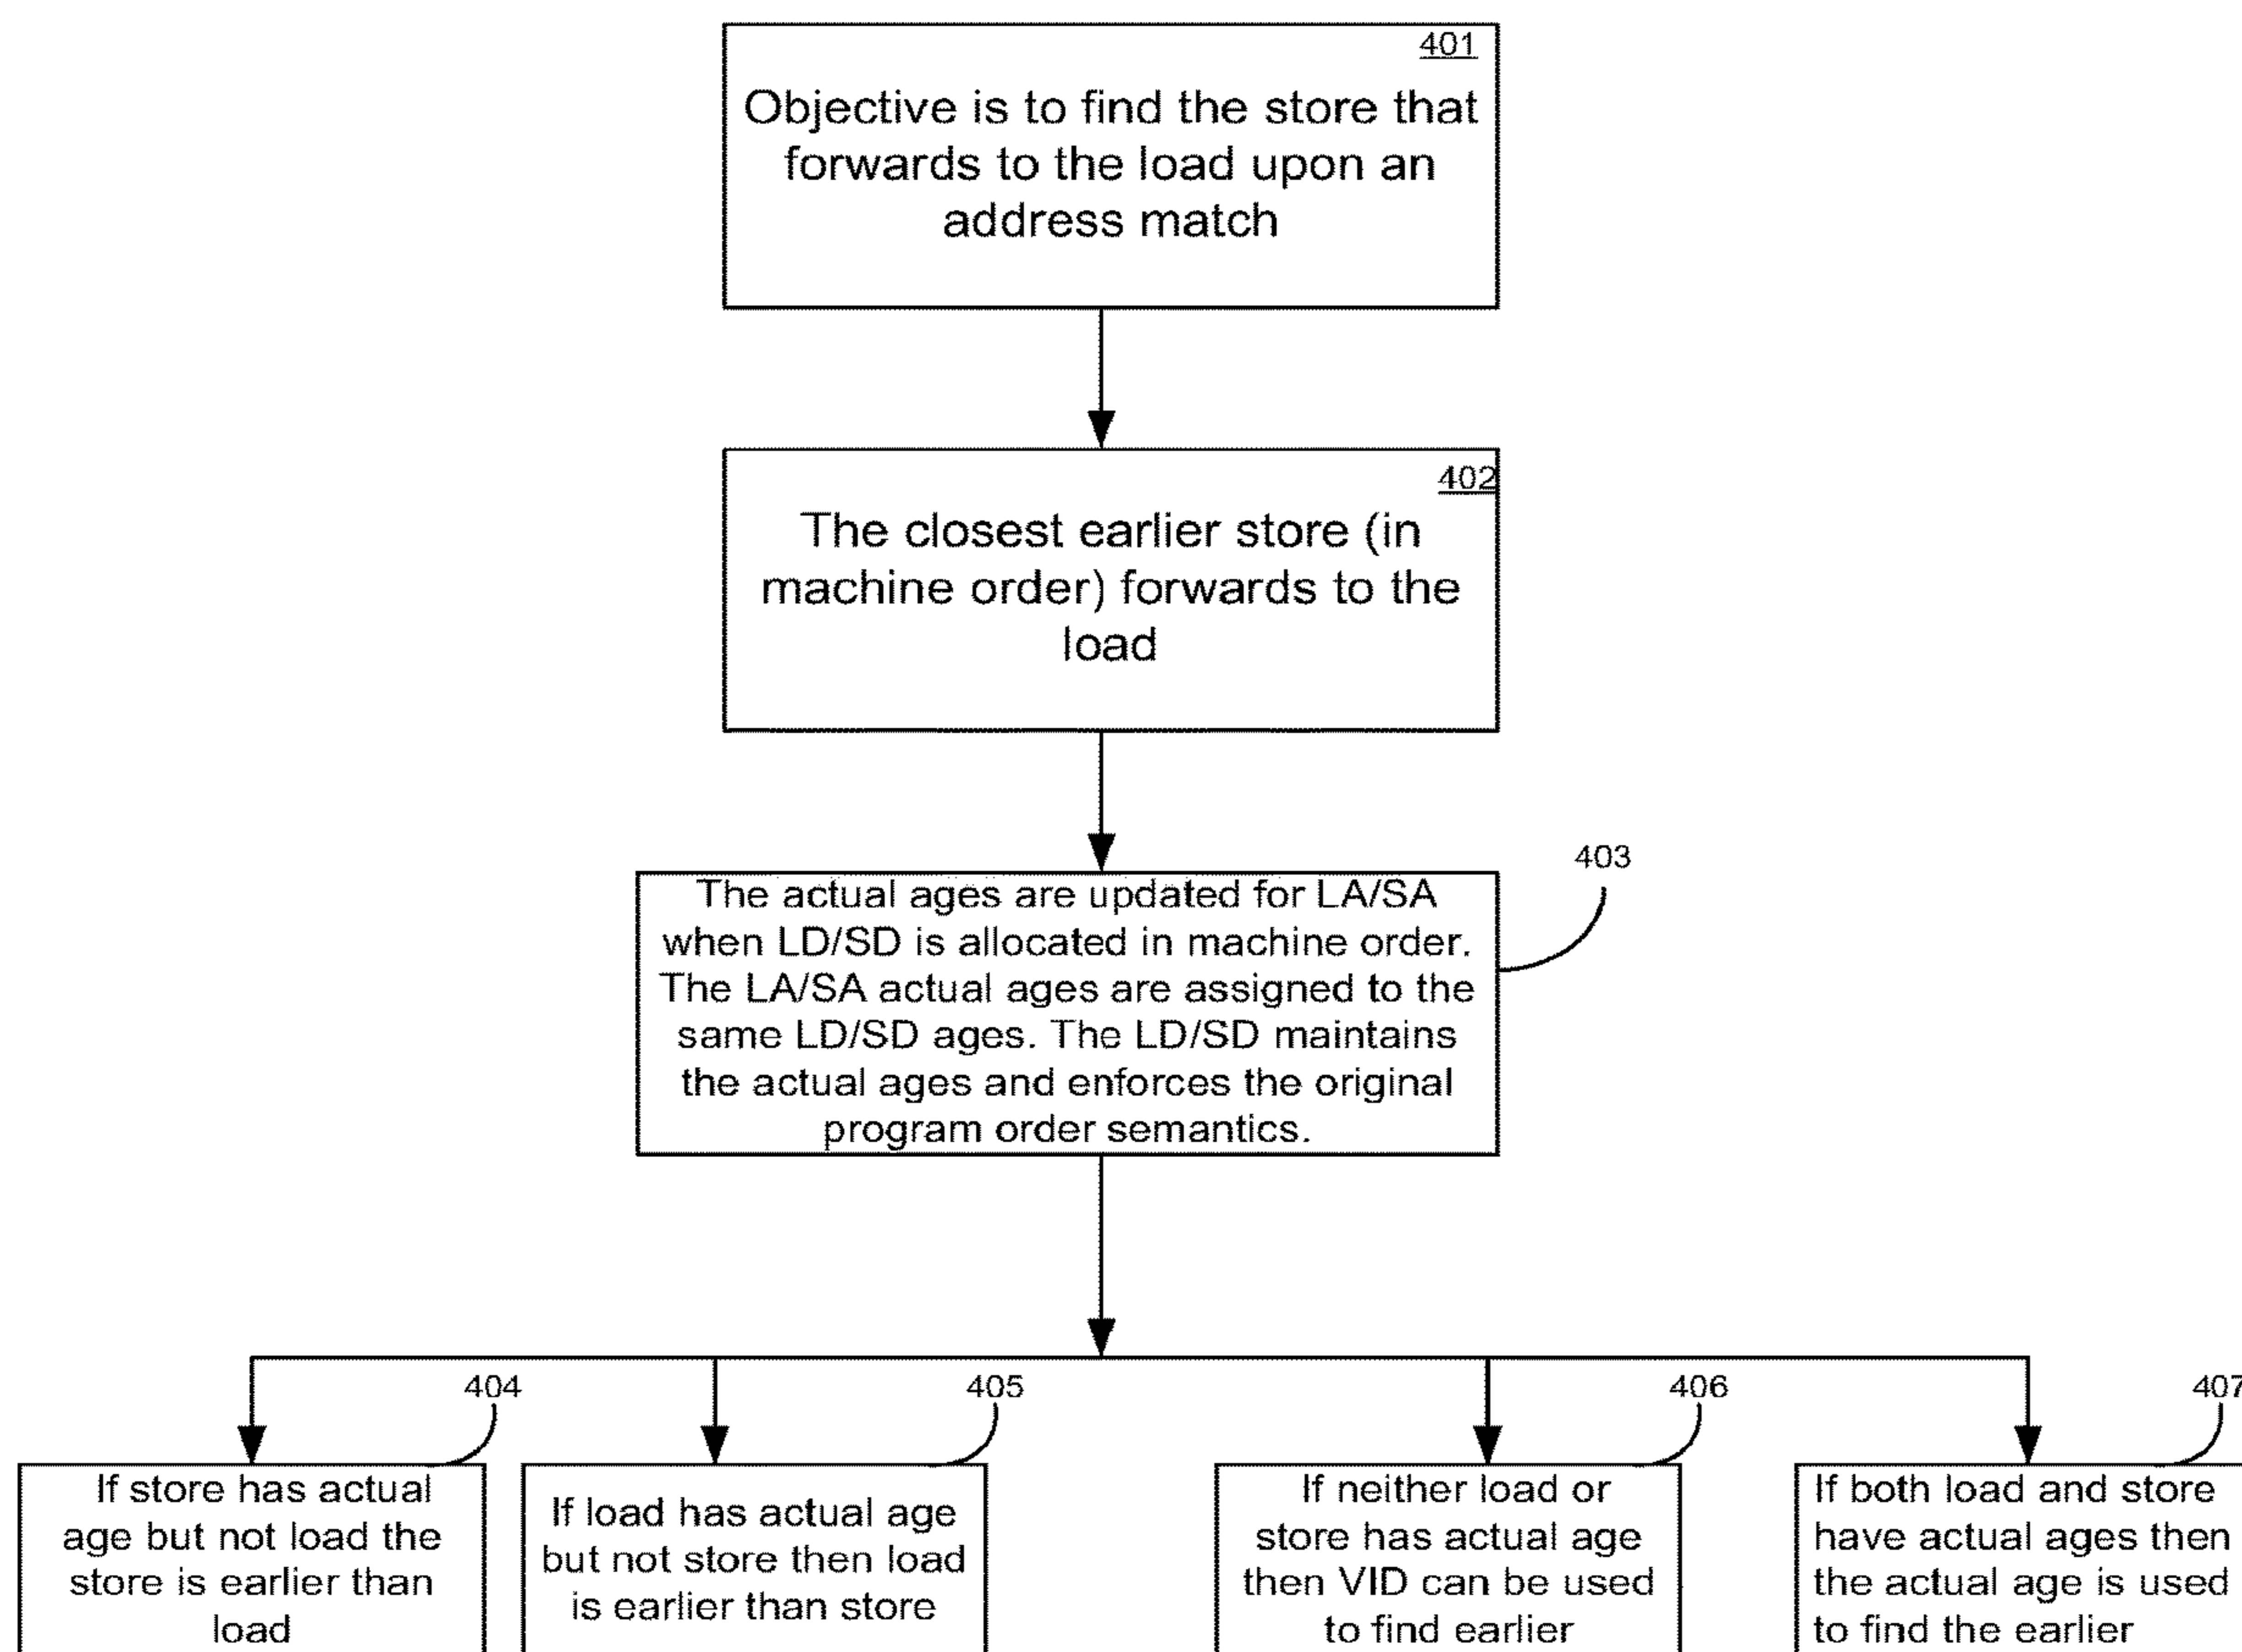 401
Objective is to find the store that
forwards to the load upon an
address match
402
The closest earlier store (in
machine order) forwards to the
load
403
The actual ages are updated for LA/SA
when LD/SD is allocated in machine order.
The LA/SA actual ages are assigned to the
same LD/SD ages. The LD/SD maintains
the actual ages and enforces the original
program order semantics.
404
If store has actual
age but not load the
store is earlier than
load
405
If load has actual age
but not store then load
is earlier than store
406
If neither load or
store has actual age
then VID can be used
to find earlier
407
If both load and store
have actual ages then
the actual age is used
to find the earlier